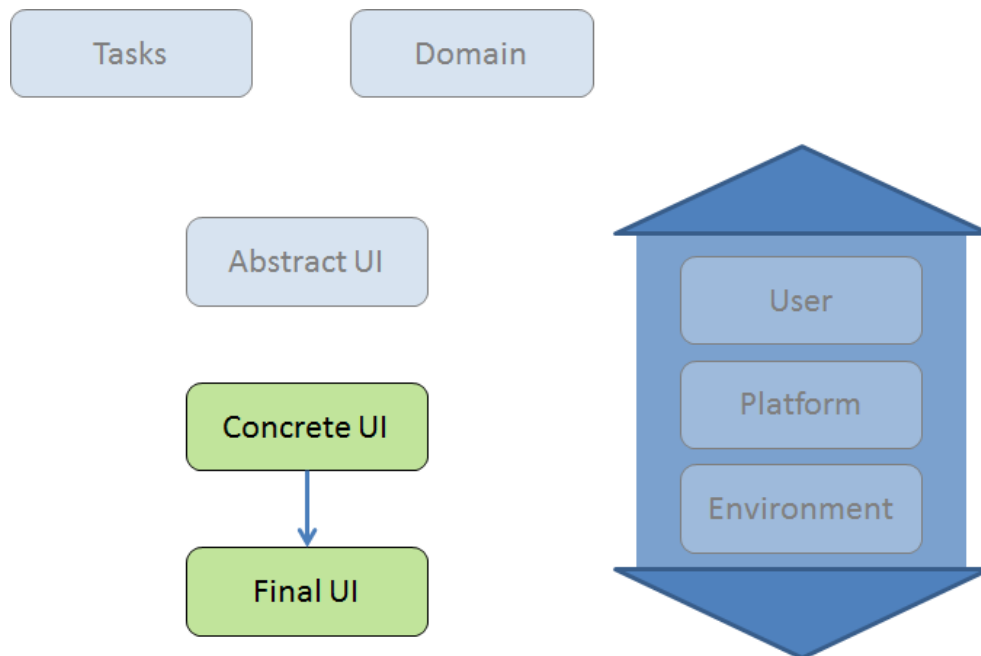 Tasks
Domain
Abstract UI
User
Concrete UI
Platform
Environment
Final UI